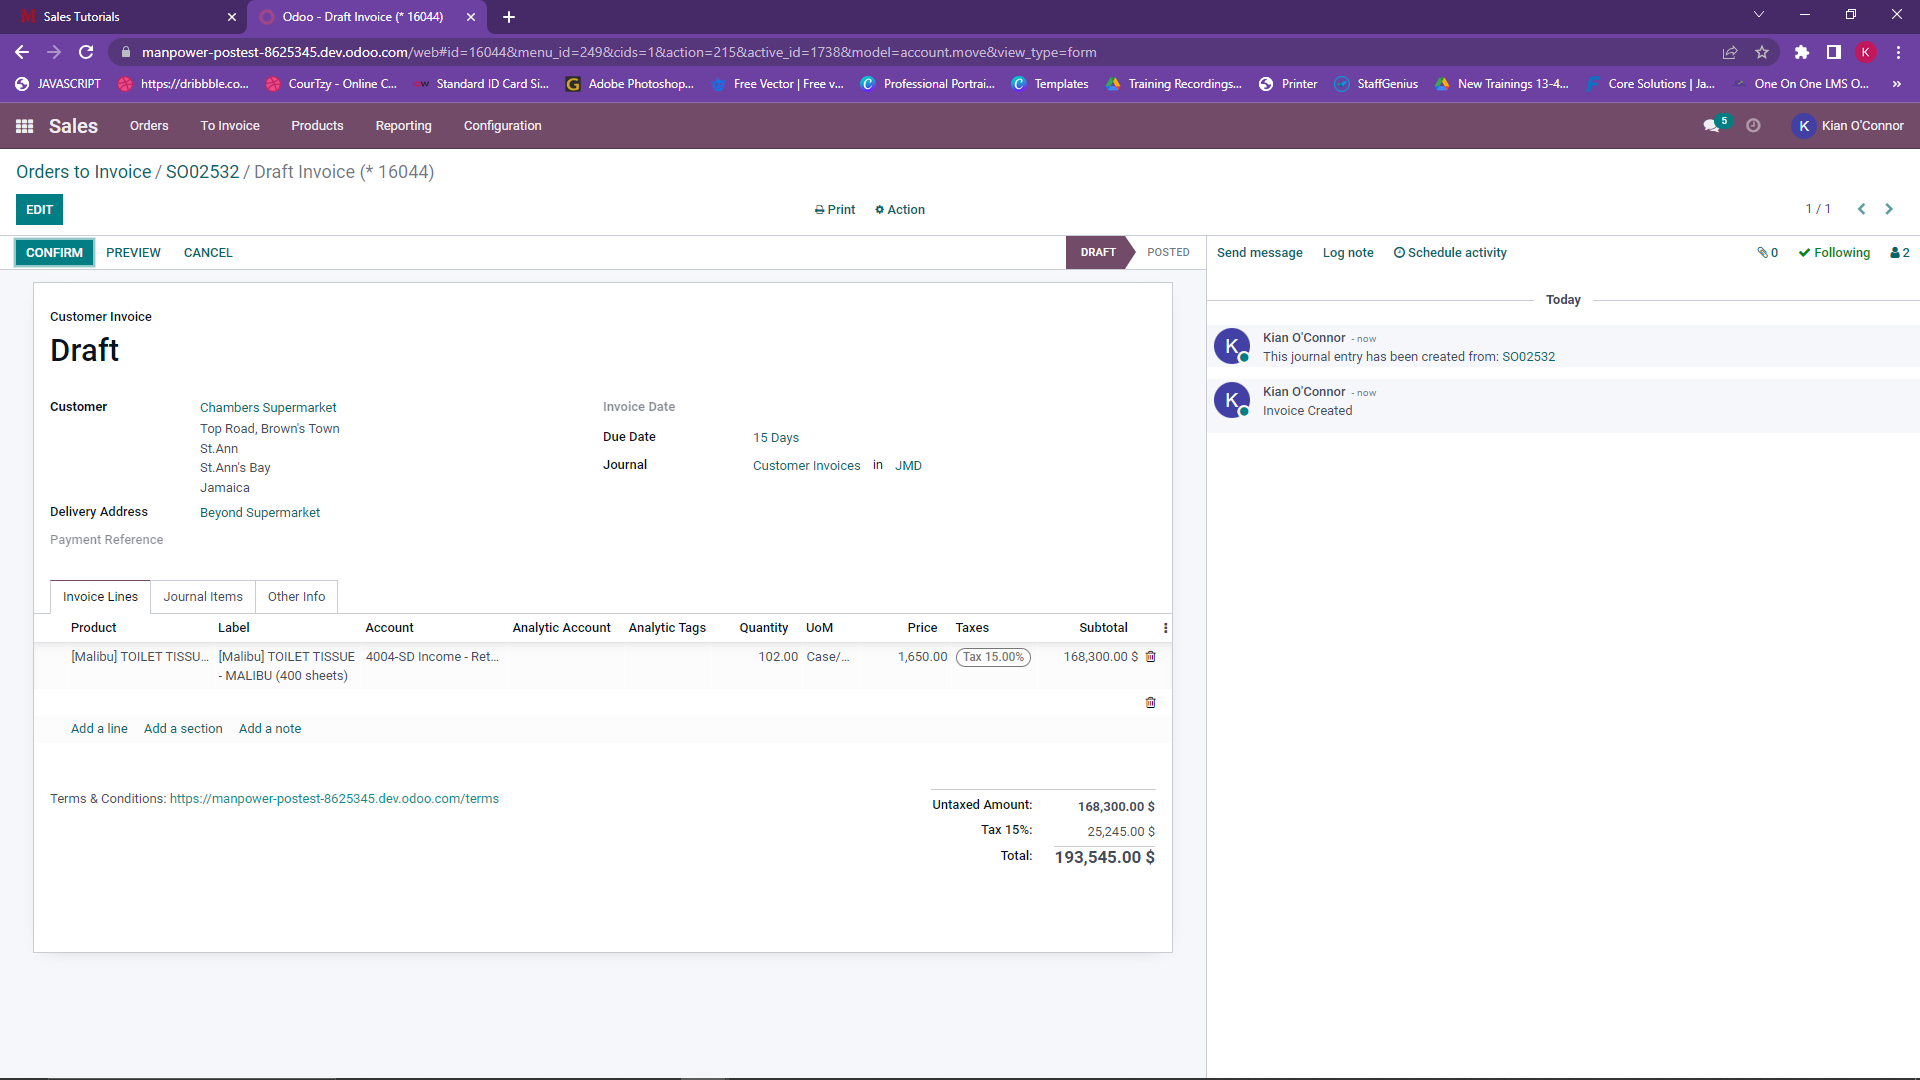 Sales Tutorials
Odoo - Draft Invoice (* 16044)
manpower-postest-8625345.dev.odoo.com/web#id=16044&menu_id=249&cids=1&action=215&active_id=1738&model=account.move&view_type=form
K
JAVASCRIPT https://dribbble.co... CourTzy - Online C... Standard ID Card Si... Adobe Photoshop... Free Vector | Free v... Professional Portrai... Templates Training Recordings... Printer StaffGenius New Trainings 13-4... Core Solutions | Ja... One On One LMS O... »
Sales Orders To Invoice Products Reporting Configuration 5 K Kian O'Connor
Orders to Invoice / SO02532 / Draft Invoice (* 16044)
EDIT Print Action 1 / 1
CONFIRM PREVIEW CANCEL DRAFT POSTED
Send message Log note Schedule activity 0 Following 2
Customer Invoice
Draft
Customer Chambers Supermarket
Top Road, Brown's Town
St.Ann
St.Ann's Bay
Jamaica
Delivery Address Beyond Supermarket
Payment Reference
Invoice Date
Due Date 15 Days
Journal Customer Invoices in JMD
Invoice Lines Journal Items Other Info
Product Label Account Analytic Account Analytic Tags Quantity UoM Price Taxes Subtotal
[Malibu] TOILET TISSU... [Malibu] TOILET TISSUE 4004-SD Income - Ret... 102.00 Case/... 1,650.00 Tax 15.00% 168,300.00 $
- MALIBU (400 sheets)
Add a line Add a section Add a note
Terms & Conditions: https://manpower-postest-8625345.dev.odoo.com/terms
Untaxed Amount: 168,300.00 $
Tax 15%: 25,245.00 $
Total: 193,545.00 $
Today
K Kian O'Connor - now
This journal entry has been created from: SO02532
K Kian O'Connor - now
Invoice Created